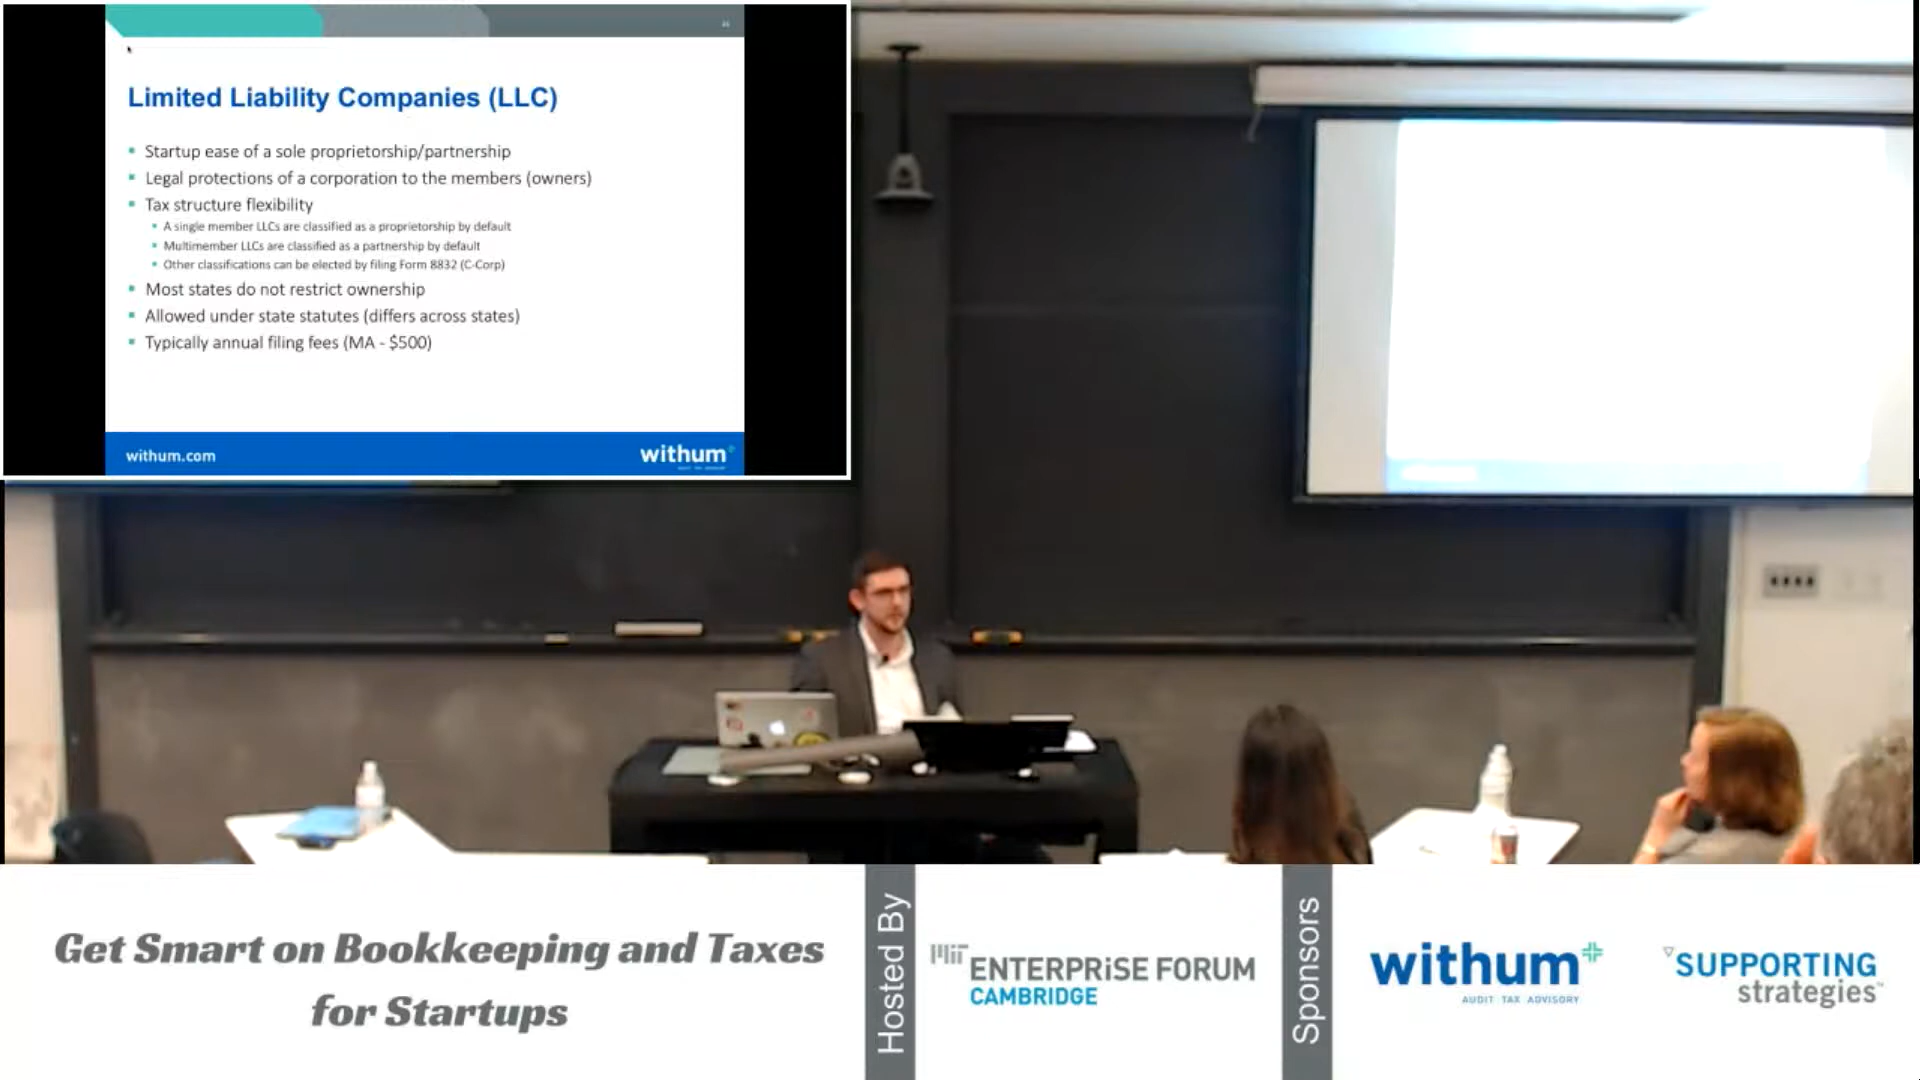 Limited Liability Companies (LLC)
Startup ease of a sole proprietorship/partnership
Legal protections of a corporation to the members (owners)
Tax structure flexibility
A single member LLCs are classified as a proprietorship by default
Multimember LLCs are classified as a partnership by default
Other classifications can be elected by filing Form 8832 (C-Corp)
Most states do not restrict ownership
Allowed under state statutes (differs across states)
Typically annual filing fees (MA - $500)
withum.com
withum
Get Smart on Bookkeeping and Taxes
for Startups
Hosted By
MIT
ENTERPRiSE FORUM
CAMBRIDGE
Sponsors
withum
AUDIT TAX ADVISORY
SUPPORTING
strategies